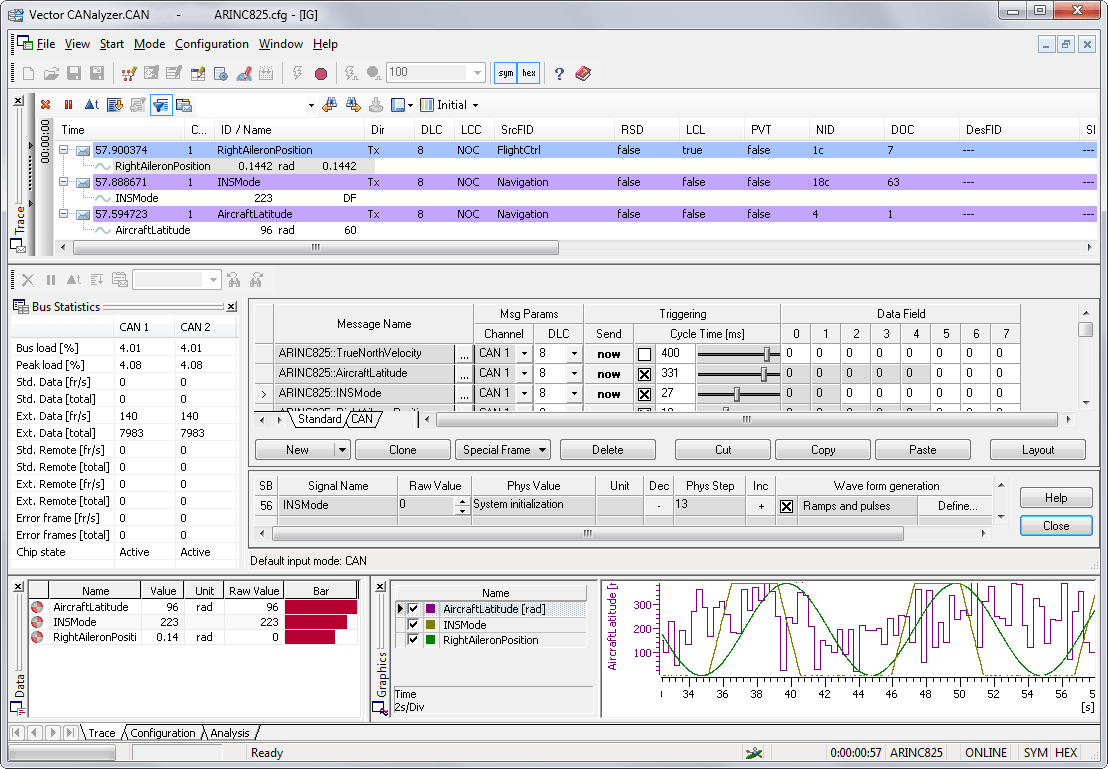 Vector CANalyzer.CAN - ARINC825.cfg - [IG]
File View Start Mode Configuration Window Help
100 sym hex ?
Initial
00:00:00 Time C... ID / Name Dir DLC LCC SrcFID RSD LCL PVT NID DOC DesFID SI
57.900374 1 RightAileronPosition Tx 8 NOC FlightCtrl false true false 1c 7 --- ---
RightAileronPosition 0.1442 rad 0.1442
57.888671 1 INSMode Tx 8 NOC Navigation false false false 18c 63 --- ---
INSMode 223 DF
57.594723 1 AircraftLatitude Tx 8 NOC Navigation false false false 4 1 --- ---
AircraftLatitude 96 rad 60
Trace
Bus Statistics
CAN 1 CAN 2
Bus load [%] 4.01 4.01
Peak load [%] 4.08 4.08
Std. Data [fr/s] 0 0
Std. Data [total] 0 0
Ext. Data [fr/s] 140 140
Ext. Data [total] 7983 7983
Std. Remote [fr/s] 0 0
Std. Remote [total] 0 0
Ext. Remote [fr/s] 0 0
Ext. Remote [total] 0 0
Error frame [fr/s] 0 0
Error frames [total] 0 0
Chip state Active Active
Message Name Msg Params Triggering Data Field
Channel DLC Send Cycle Time [ms] 0 1 2 3 4 5 6 7
ARINC825::TrueNorthVelocity ... CAN 1 8 now 400 0 0 0 0 0 0 0 0
ARINC825::AircraftLatitude ... CAN 1 8 now 331 0 0 0 0 0 0 0 0
ARINC825::INSMode ... CAN 1 8 now 27 0 0 0 0 0 0 0 0
Standard CAN
New Clone Special Frame Delete Cut Copy Paste Layout
SB Signal Name Raw Value Phys Value Unit Dec Phys Step Inc Wave form generation
56 INSMode 0 System initialization - 13 + Ramps and pulses Define...
Help
Close
Default input mode: CAN
Name Value Unit Raw Value Bar
AircraftLatitude 96 rad 96
INSMode 223 223
RightAileronPositi 0.14 rad 0
Data
Name
AircraftLatitude [rad]
INSMode
RightAileronPosition
Time
2s/Div
Graphics
AircraftLatitude [r
300
200
100
34 36 38 40 42 44 46 48 50 52 54 56 5
[s]
Trace Configuration Analysis
Ready 0:00:00:57 ARINC825 ONLINE SYM HEX